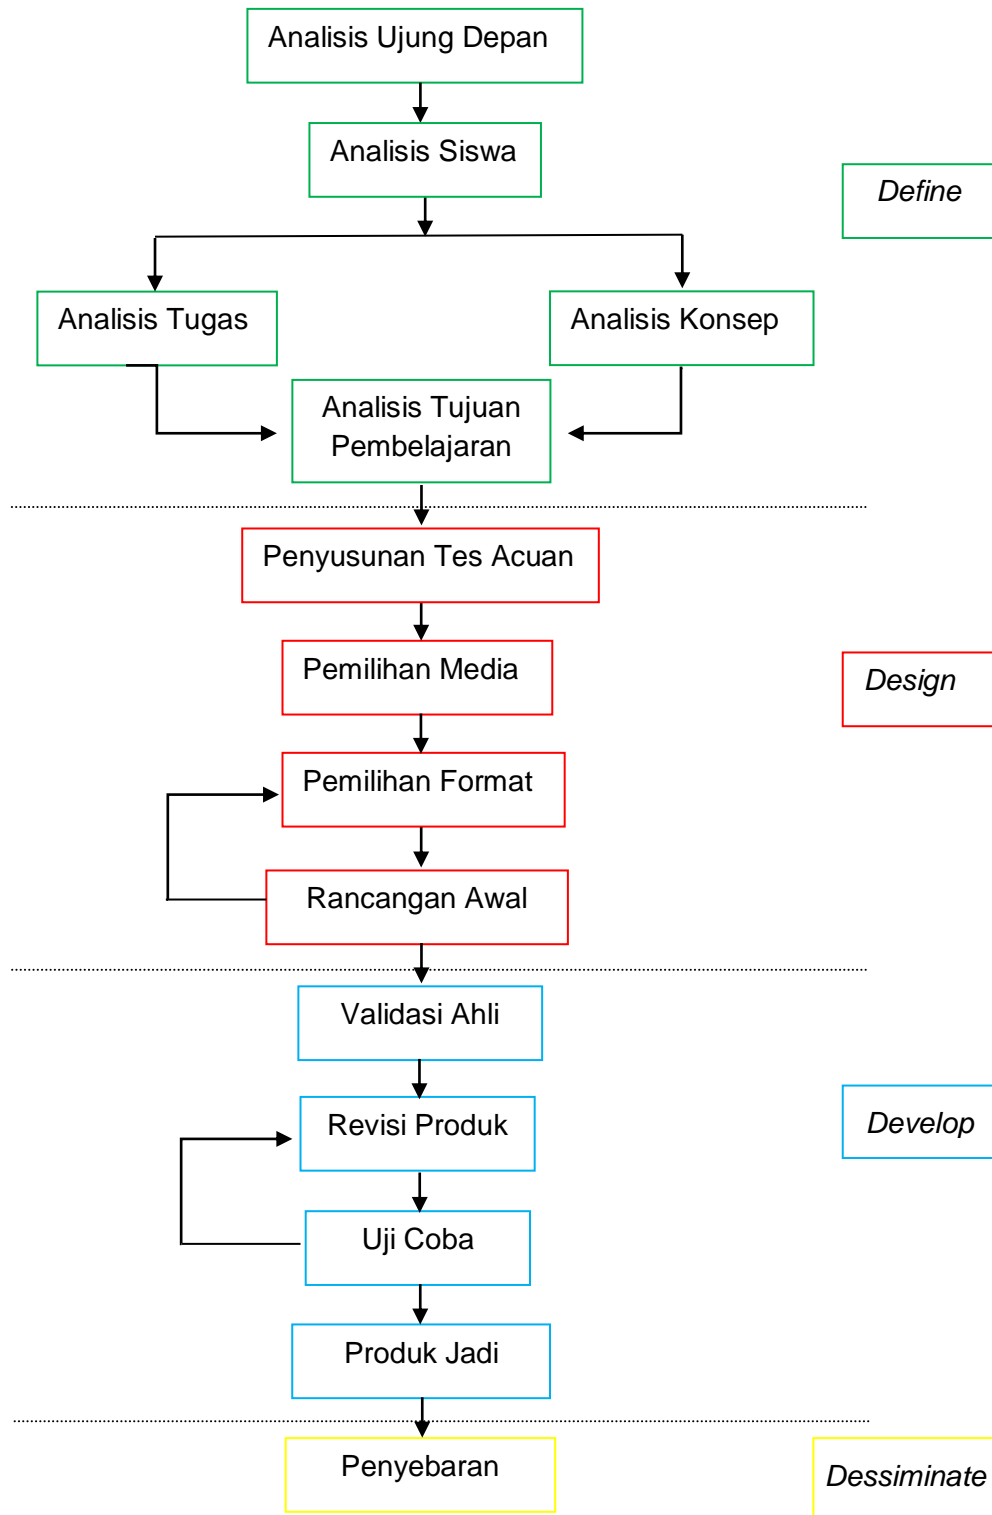 Analisis Ujung Depan
Analisis Siswa
Define
Analisis Tugas
Analisis Konsep
Analisis Tujuan
Pembelajaran
Penyusunan Tes Acuan
Pemilihan Media
Design
Pemilihan Format
Rancangan Awal
Validasi Ahli
Revisi Produk
Develop
Uji Coba
Produk Jadi
Penyebaran
Dessiminate